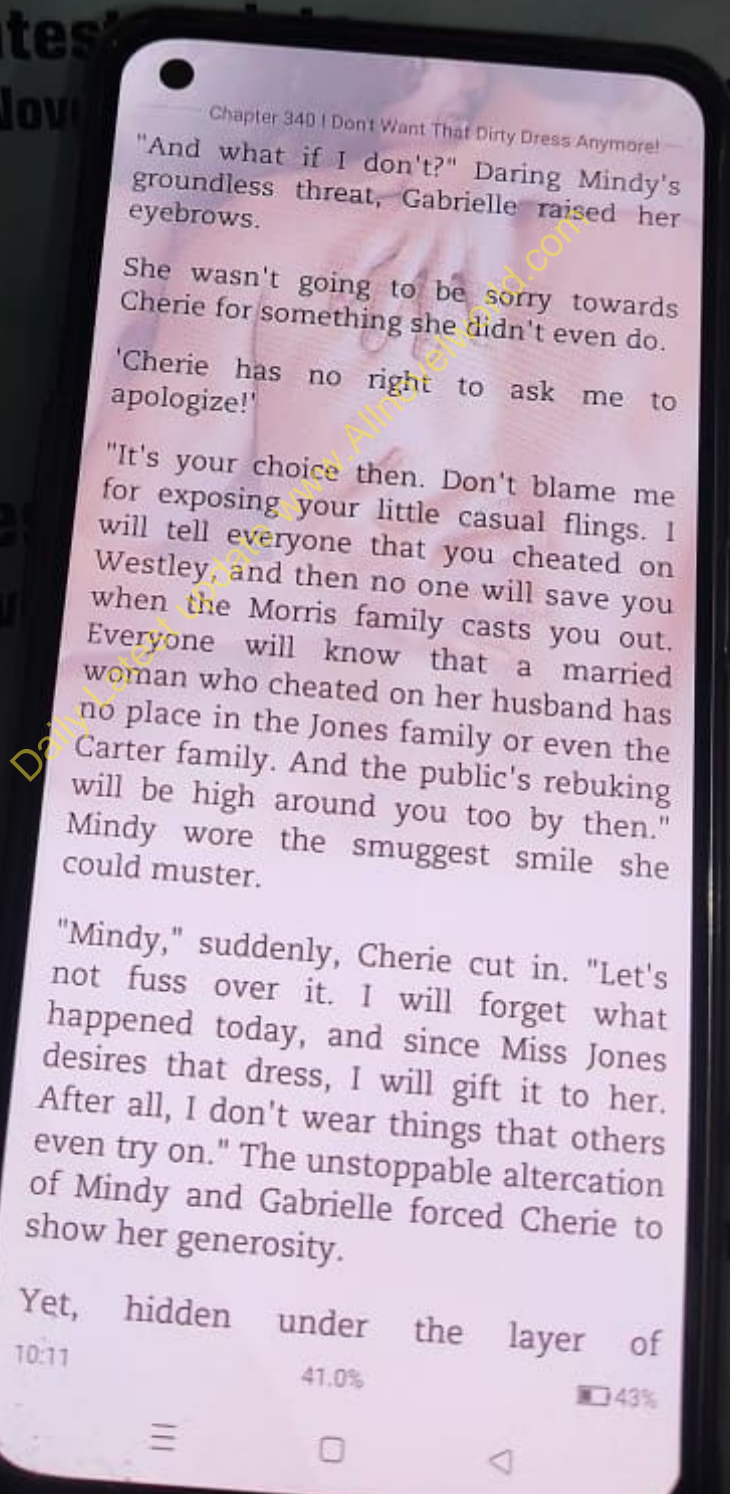 Chapter 340 I Don't Want That Dirty Dress Anymore!
"And what if I don't?" Daring Mindy's
groundless threat, Gabrielle raised her
eyebrows.
She wasn't going to be sorry towards
Cherie for something she didn't even do.
'Cherie has no right to ask me to
apologize!'
"It's your choice then. Don't blame me
for exposing your little casual flings. I
will tell everyone that you cheated on
Westley, and then no one will save you
when the Morris family casts you out.
Everyone will know that a married
woman who cheated on her husband has
no place in the Jones family or even the
Carter family. And the public's rebuking
will be high around you too by then."
Mindy wore the smuggest smile she
could muster.
"Mindy," suddenly, Cherie cut in. "Let's
not fuss over it. I will forget what
happened today, and since Miss Jones
desires that dress, I will gift it to her.
After all, I don't wear things that others
even try on." The unstoppable altercation
of Mindy and Gabrielle forced Cherie to
show her generosity.
Yet, hidden under the layer of
10:11
41.0%
43%
Daily Latest update www.Allnovelworld.com